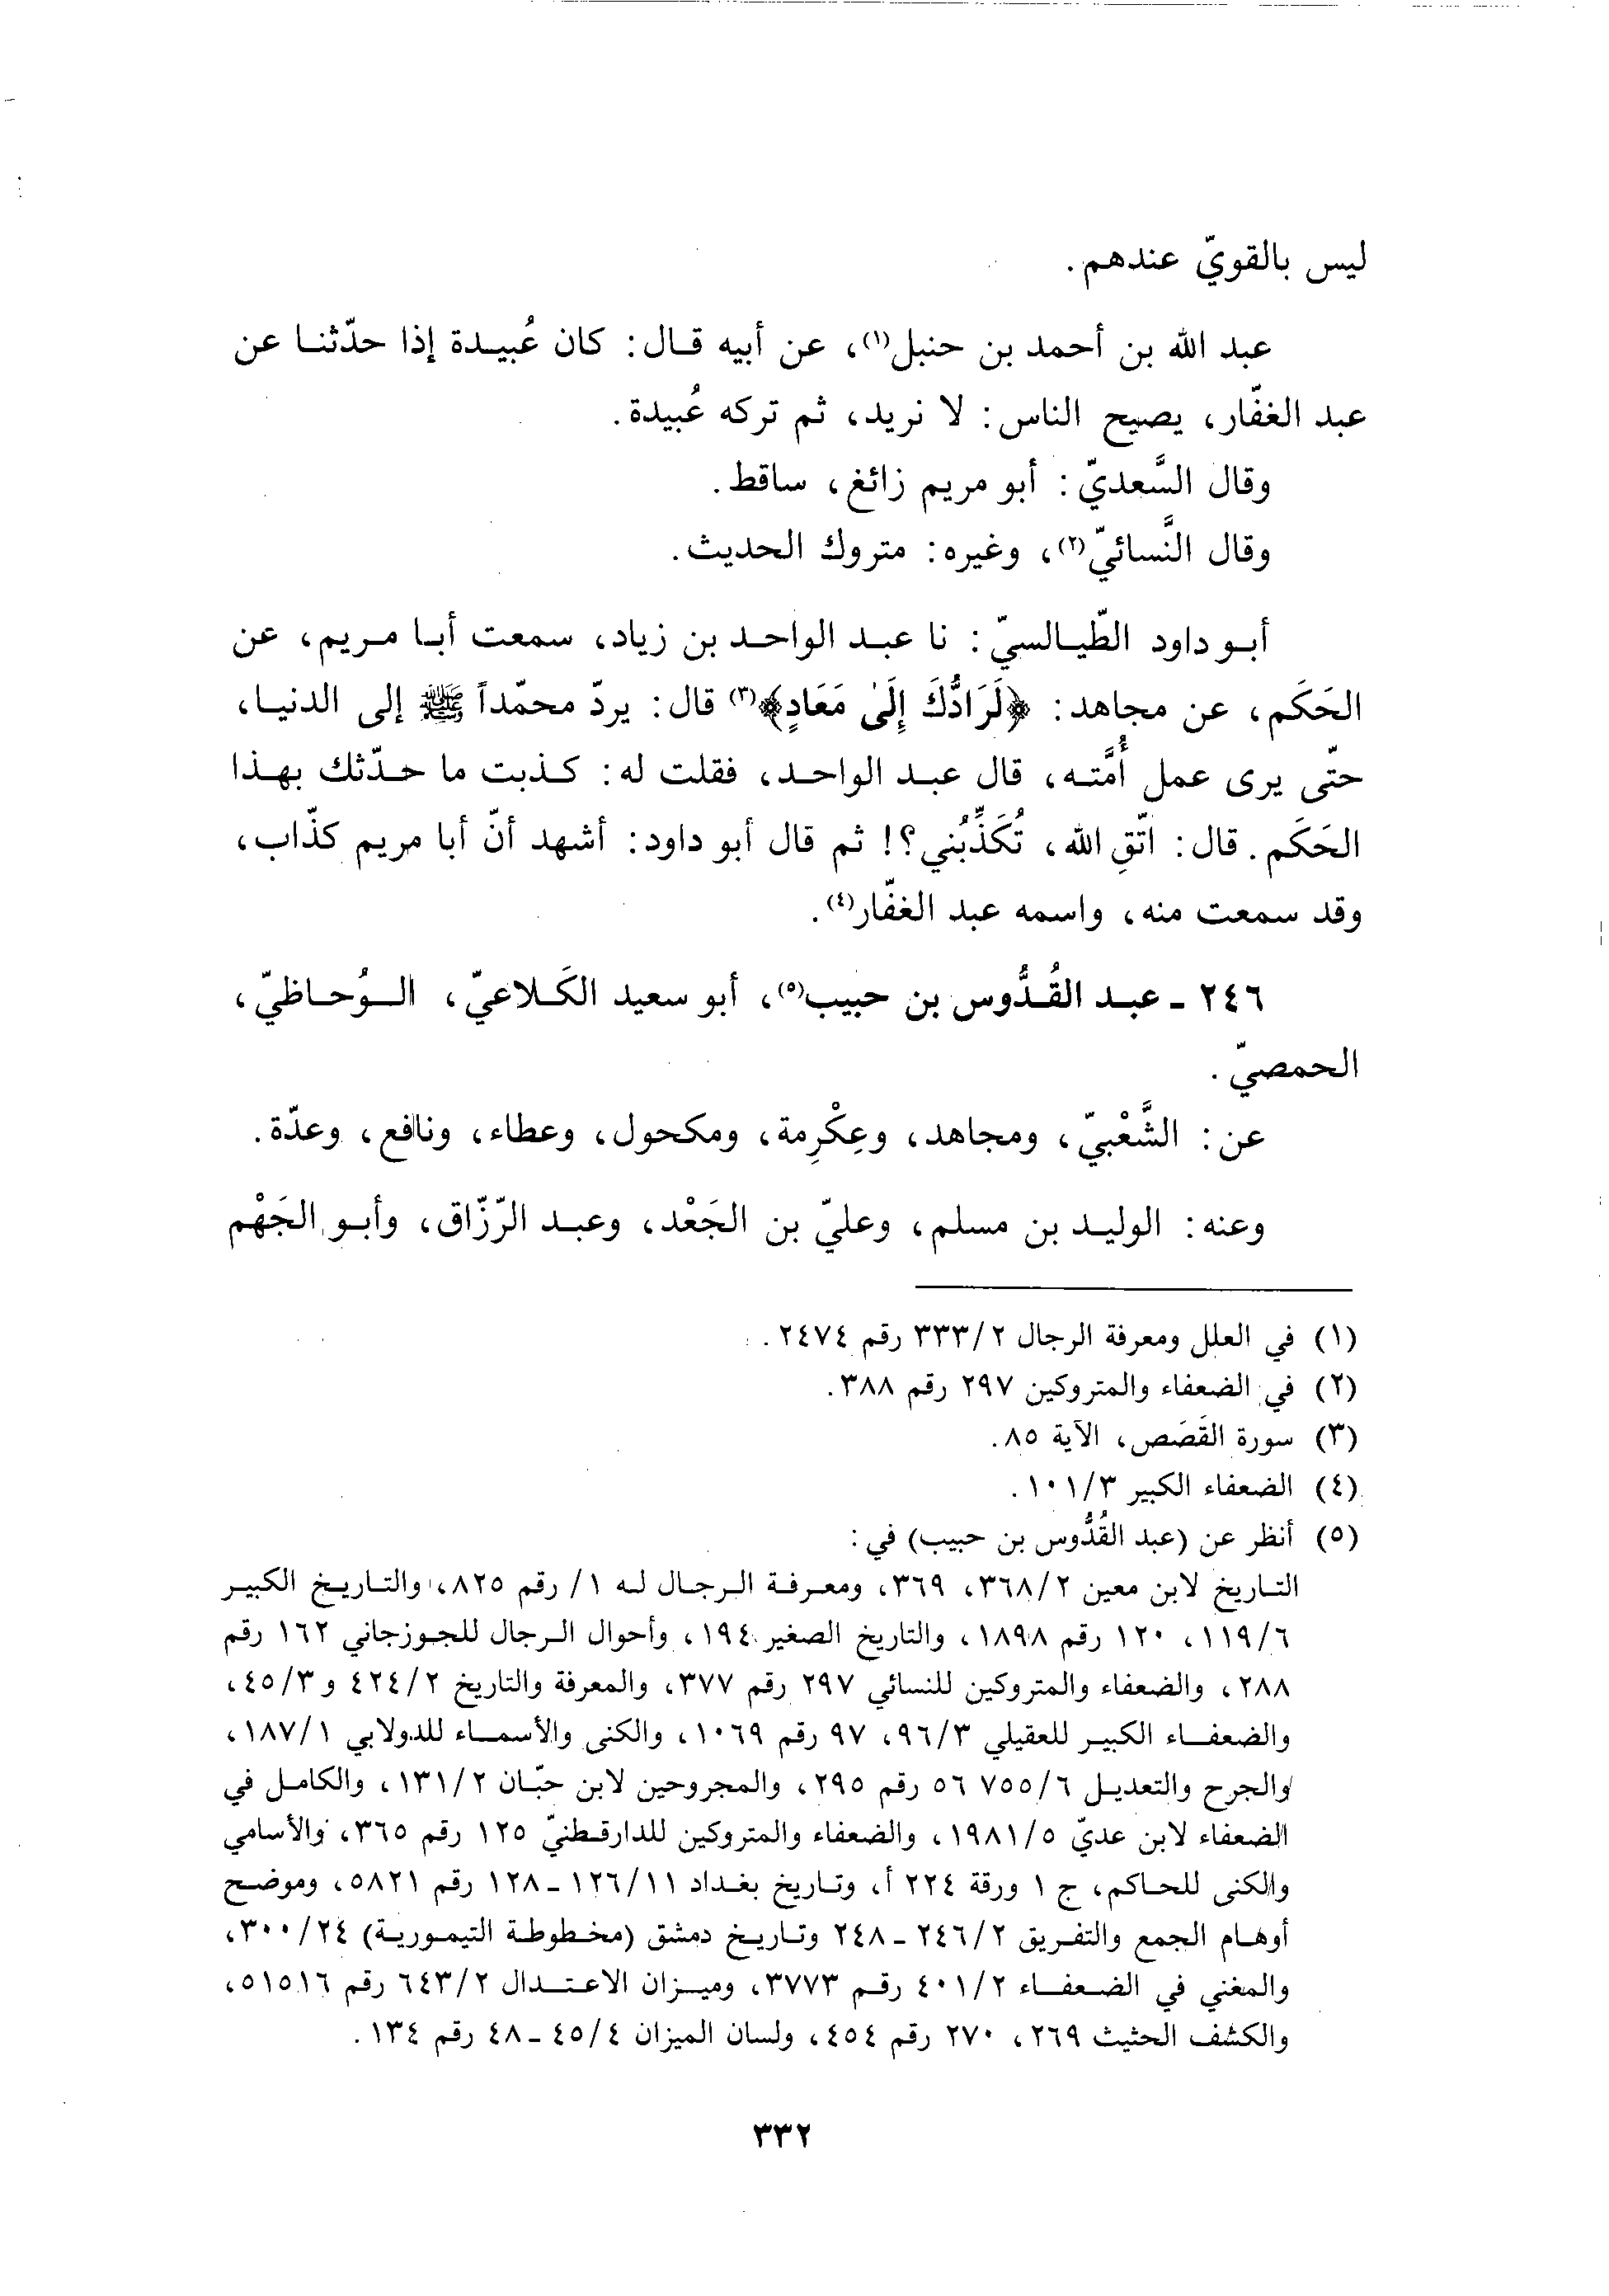 ليس بالقويّ عندهم.
عبد الله بن أحمد بن حنبل(١)، عن أبيه قال: كان عُبيدة إذا حدّثنا عن
عبد الغفّار، يصيح الناس: لا نريد، ثم تركه عُبيدة.
وقال السَّعديّ: أبو مريم زائغ، ساقط.
وقال النَّسائيّ(٢)، وغيره: متروك الحديث.
أبو داود الطّيالسيّ: نا عبد الواحد بن زياد، سمعت أبا مريم، عن
الحَكَم، عن مجاهد: ﴿لَرَادُّكَ إِلَىٰ مَعَادٍ﴾(٣) قال: يردّ محمّداً ﷺ إلى الدنيا،
حتّى يرى عمل أُمَّته، قال عبد الواحد، فقلت له: كذبت ما حدّثك بهذا
الحَكَم. قال: اتّقِ الله، تُكَذِّبُني؟! ثم قال أبو داود: أشهد أنّ أبا مريم كذّاب،
وقد سمعت منه، واسمه عبد الغفّار(٤).
٢٤٦ - عبد القُدُّوس بن حبيب(٥)، أبو سعيد الكَلاعيّ، الوُحاظيّ،
الحمصيّ.
عن: الشَّعْبيّ، ومجاهد، وعِكْرِمة، ومكحول، وعطاء، ونافع، وعدّة.
وعنه: الوليد بن مسلم، وعليّ بن الجَعْد، وعبد الرّزّاق، وأبو الجَهْم
(١) في العلل ومعرفة الرجال ٣٣٣/٢ رقم ٢٤٧٤.
(٢) في الضعفاء والمتروكين ٢٩٧ رقم ٣٨٨.
(٣) سورة القَصَص، الآية ٨٥.
(٤) الضعفاء الكبير ١٠١/٣.
(٥) أنظر عن (عبد القُدُّوس بن حبيب) في:
التاريخ لابن معين ٣٦٨/٢، ٣٦٩، ومعرفة الرجال له ١/ رقم ٨٢٥، والتاريخ الكبير
١١٩/٦، ١٢٠ رقم ١٨٩٨، والتاريخ الصغير ١٩٤، وأحوال الرجال للجوزجاني ١٦٢ رقم
٢٨٨، والضعفاء والمتروكين للنسائي ٢٩٧ رقم ٣٧٧، والمعرفة والتاريخ ٤٢٤/٢ و٤٥/٣،
والضعفاء الكبير للعقيلي ٩٦/٣، ٩٧ رقم ١٠٦٩، والكنى والأسماء للدولابي ١٨٧/١،
والجرح والتعديل ٧٥٥/٦ ٥٦ رقم ٢٩٥، والمجروحين لابن حبّان ١٣١/٢، والكامل في
الضعفاء لابن عديّ ١٩٨١/٥، والضعفاء والمتروكين للدارقطنيّ ١٢٥ رقم ٣٦٥، والأسامي
والكنى للحاكم، ج ١ ورقة ٢٢٤ أ، وتاريخ بغداد ١٢٦/١١ - ١٢٨ رقم ٥٨٢١، وموضح
أوهام الجمع والتفريق ٢٤٦/٢ - ٢٤٨ وتاريخ دمشق (مخطوطة التيمورية) ٣٠٠/٢٤،
والمغني في الضعفاء ٤٠١/٢ رقم ٣٧٧٣، وميزان الاعتدال ٦٤٣/٢ رقم ٥١٥١٦،
والكشف الحثيث ٢٦٩، ٢٧٠ رقم ٤٥٤، ولسان الميزان ٤٥/٤ - ٤٨ رقم ١٣٤.
٣٣٢